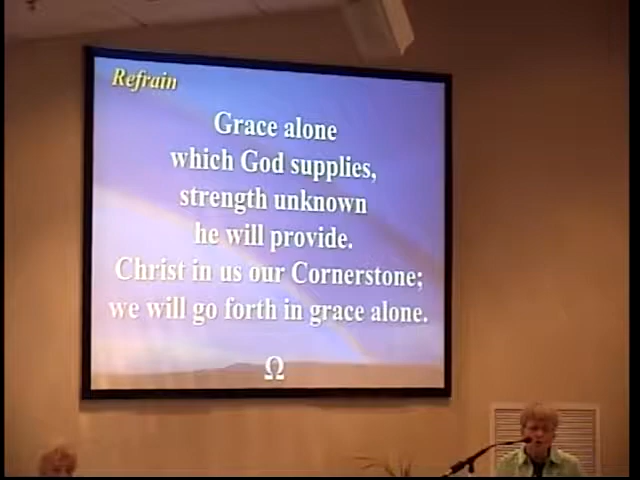 Refrain
Grace alone
which God supplies,
strength unknown
he will provide.
Christ in us our Cornerstone;
we will go forth in grace alone.
Ω